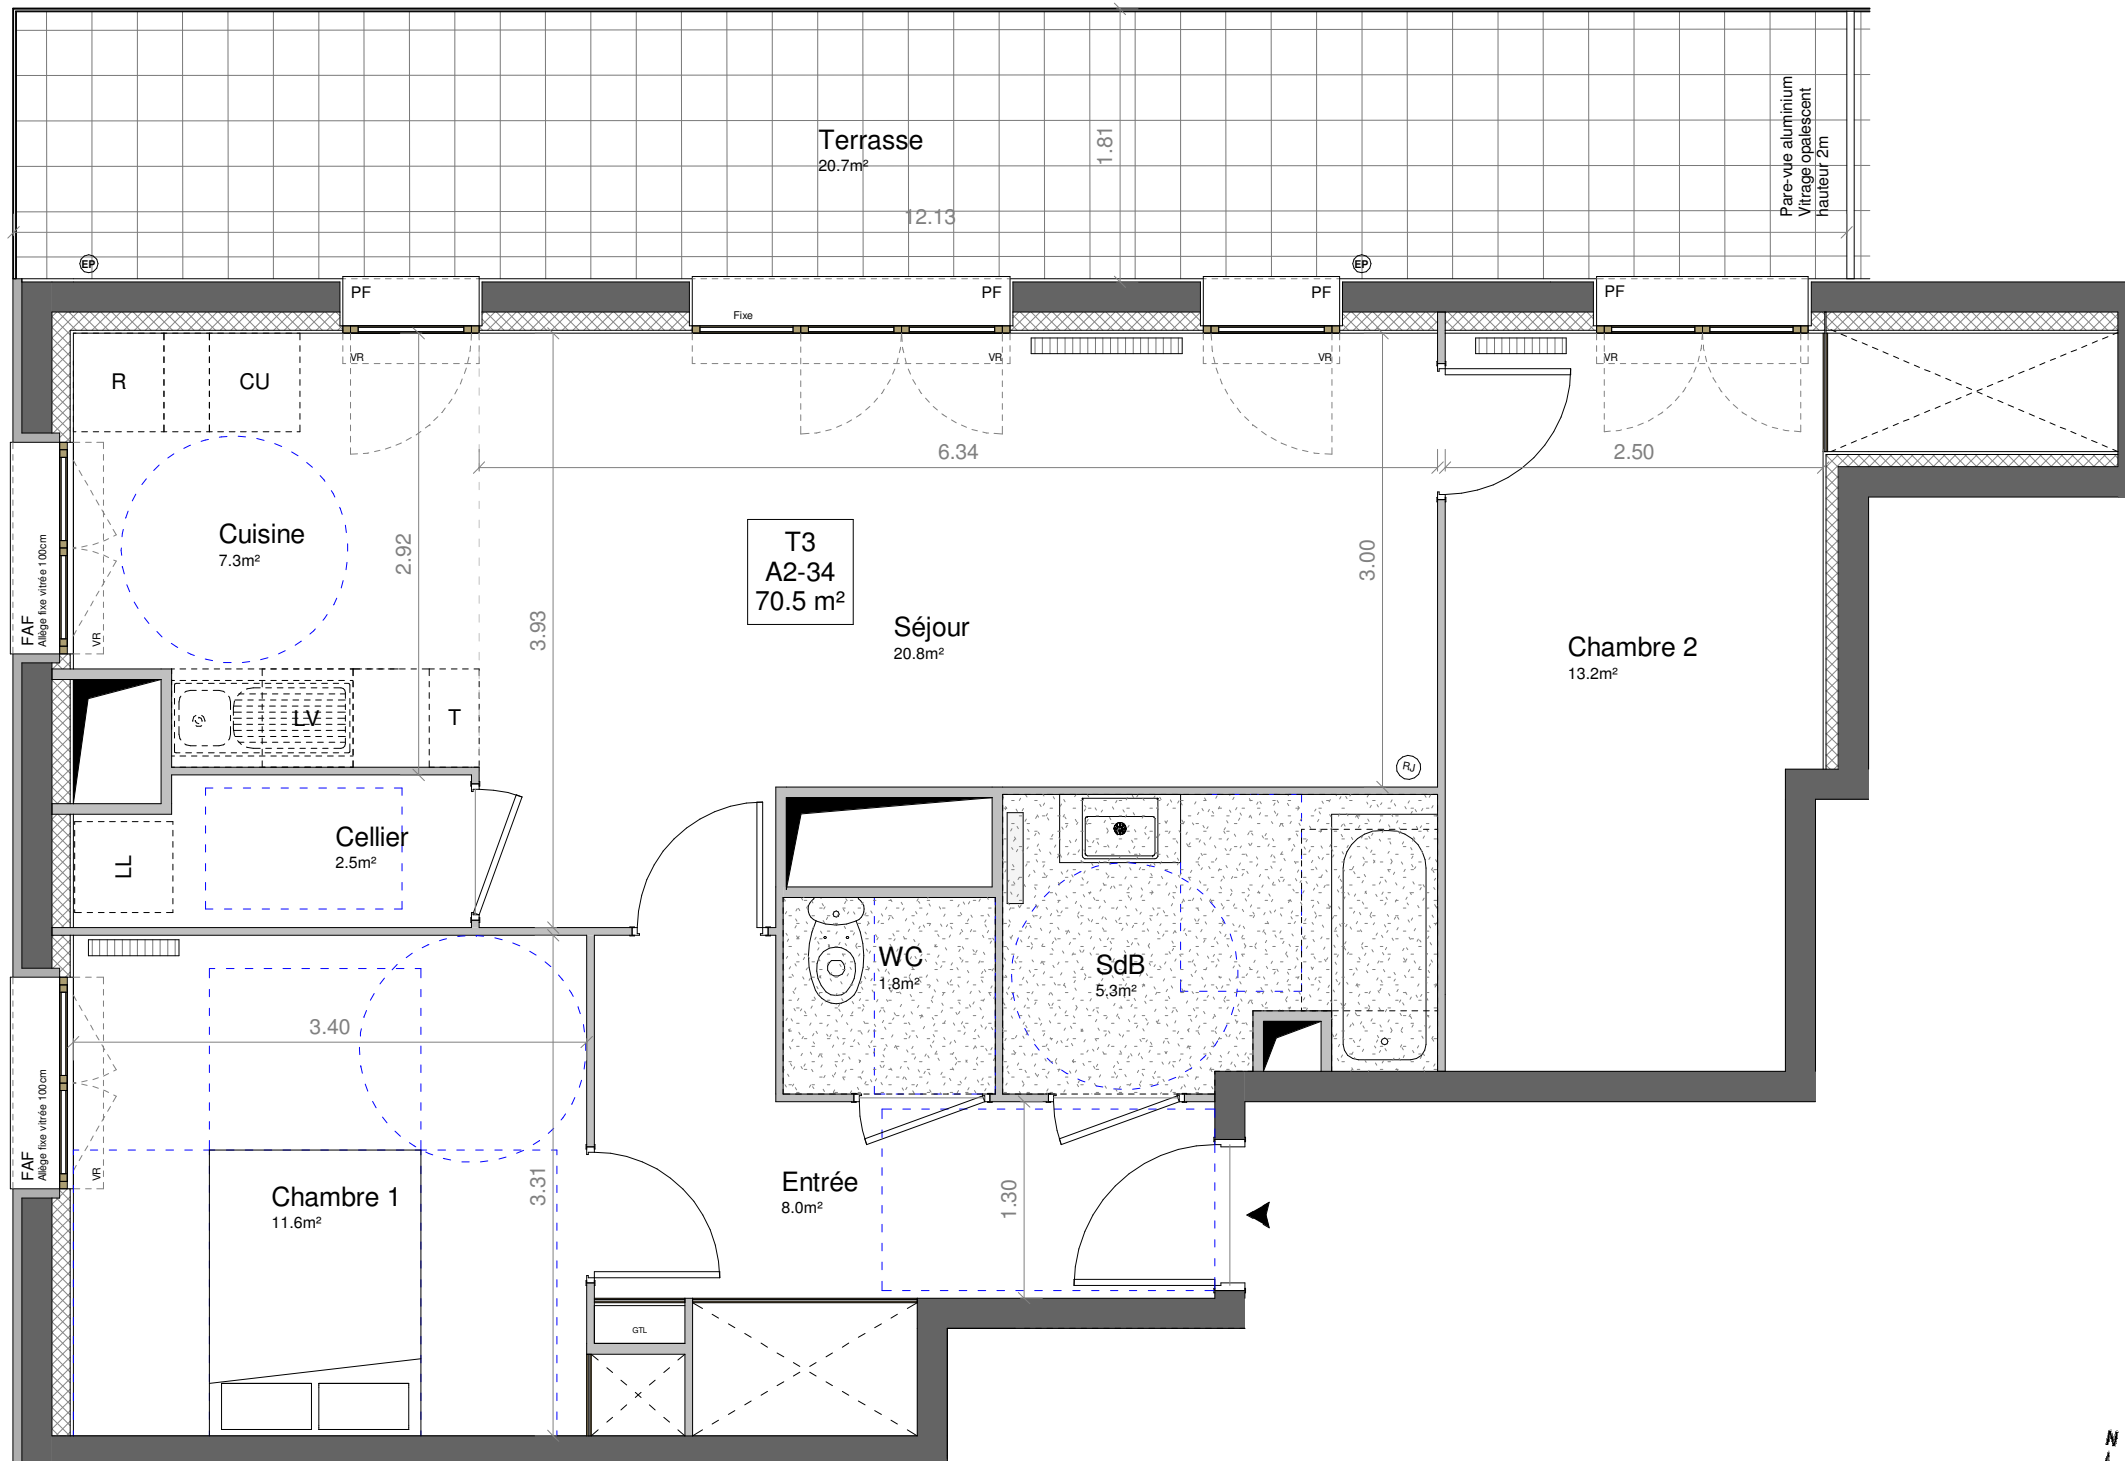 Terrasse
20.7m²
1.81
12.13
Pare-vue aluminium
Vitrage opalescent
hauteur 2m
EP
EP
PF
Fixe
PF
PF
PF
VR
VR
VR
VR
R
CU
6.34
2.50
Cuisine
7.3m²
2.92
3.93
T3
A2-34
70.5 m²
3.00
Séjour
20.8m²
Chambre 2
13.2m²
FAF
Allège fixe vitrée 100cm
VR
LV
T
RJ
Cellier
2.5m²
LL
WC
1.8m²
SdB
5.3m²
3.40
FAF
Allège fixe vitrée 100cm
VR
Chambre 1
11.6m²
3.31
Entrée
8.0m²
1.30
GTL
N